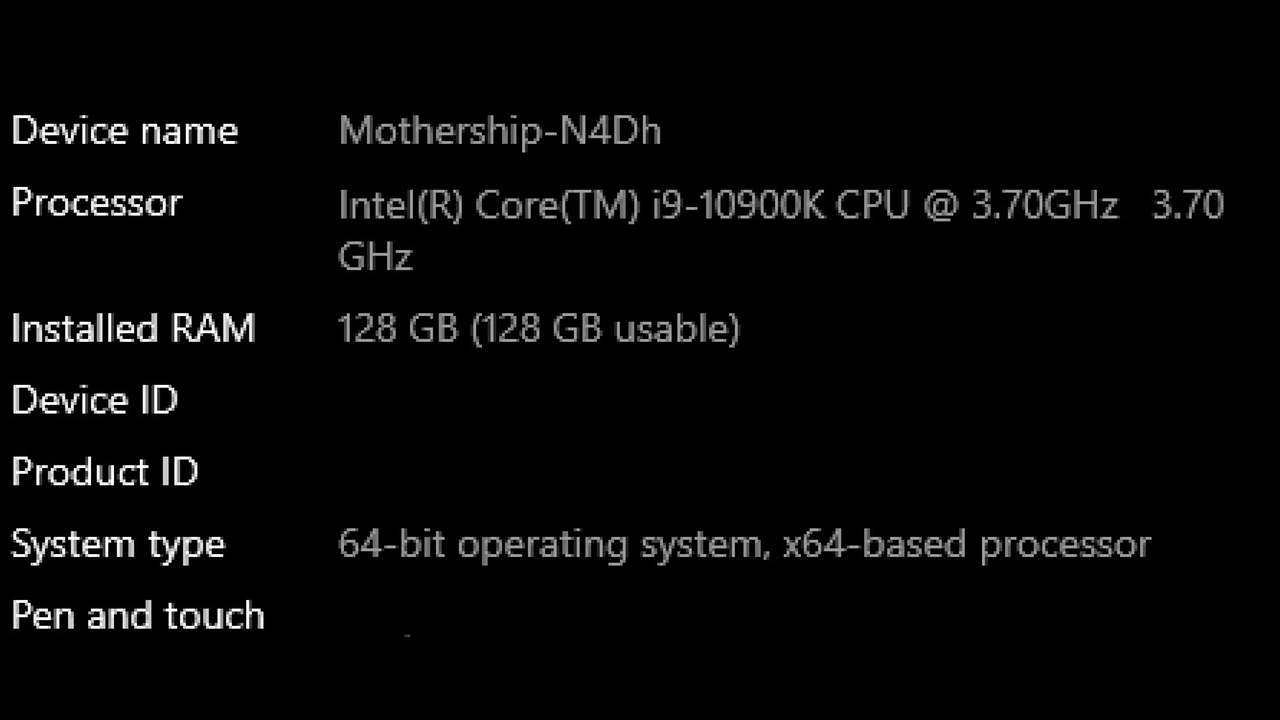 Device name Mothership-N4Dh
Processor Intel(R) Core(TM) i9-10900K CPU @ 3.70GHz 3.70
GHz
Installed RAM 128 GB (128 GB usable)
Device ID
Product ID
System type 64-bit operating system, x64-based processor
Pen and touch